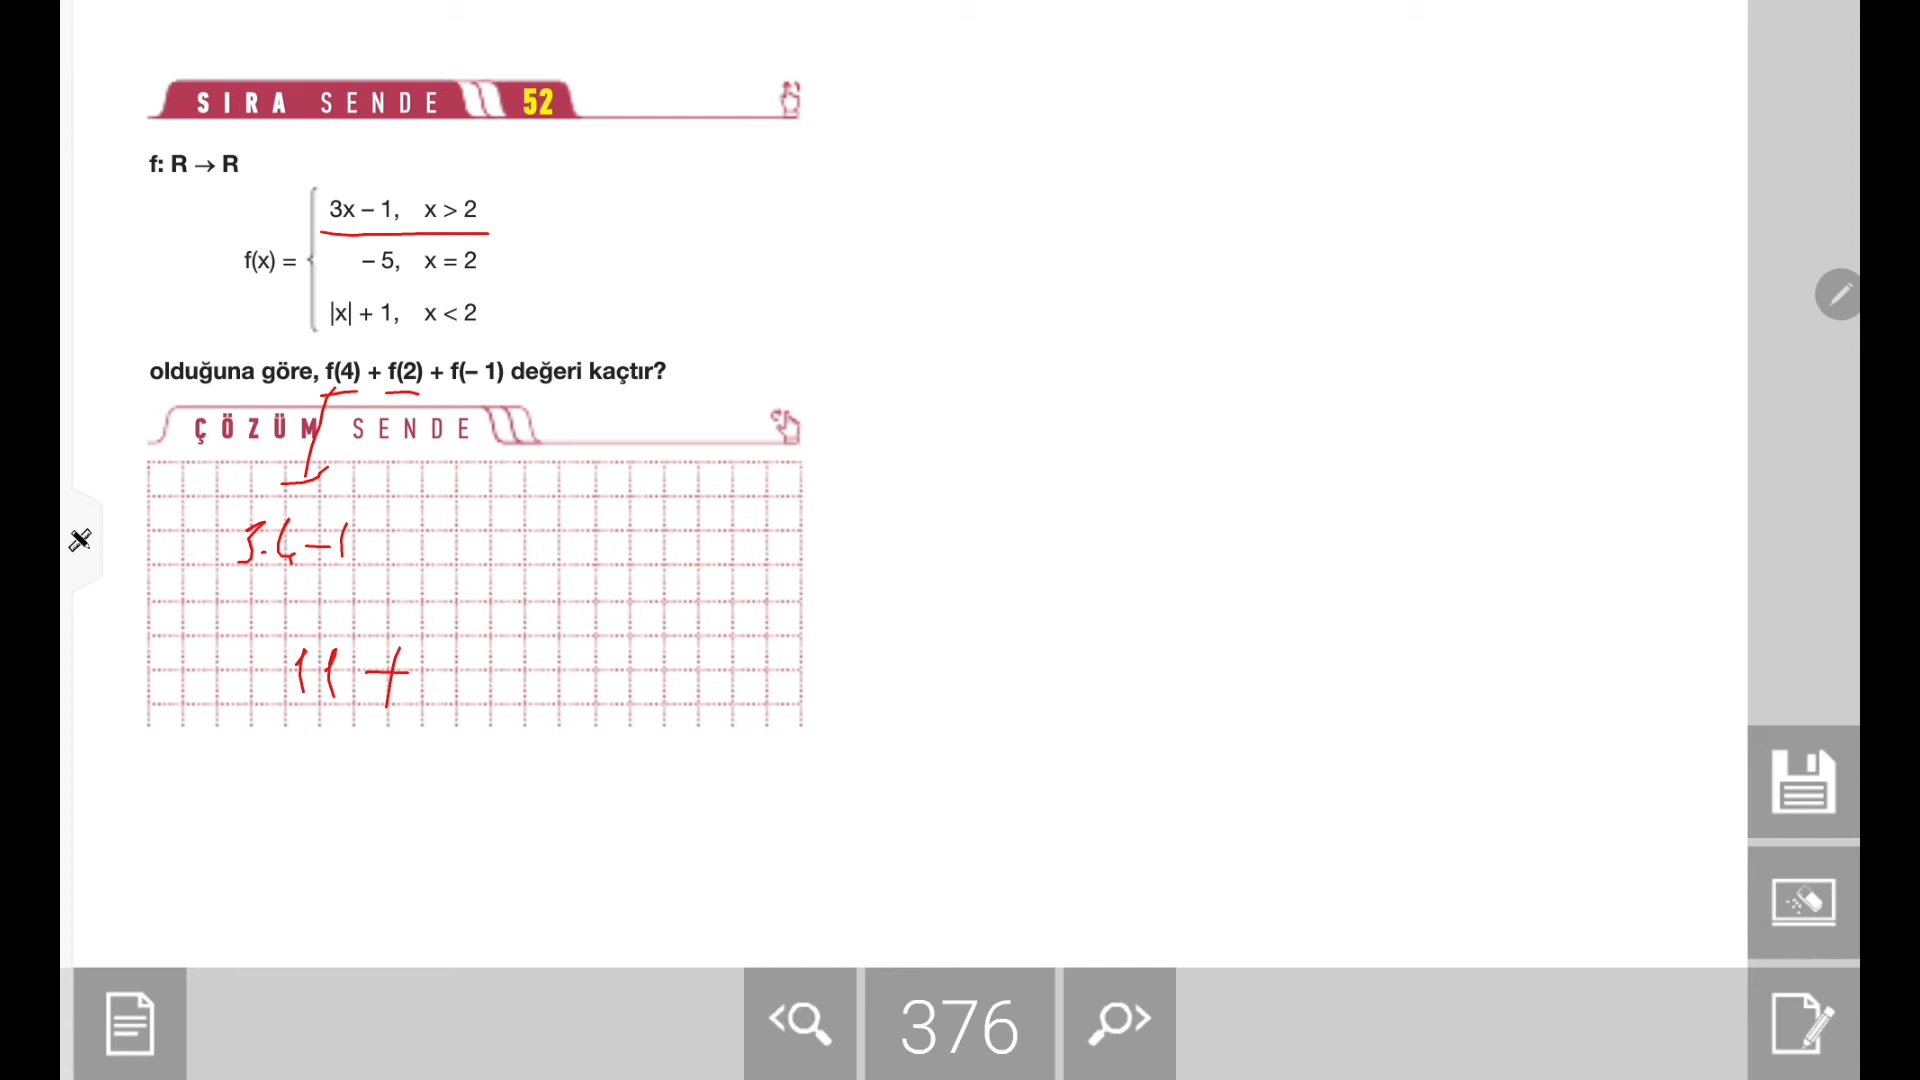 SIRA SENDE 52
f: R → R
3x – 1, x > 2
f(x) = – 5, x = 2
|x| + 1, x < 2
olduğuna göre, f(4) + f(2) + f(– 1) değeri kaçtır?
ÇÖZÜM SENDE
3.4-1
11 +
376